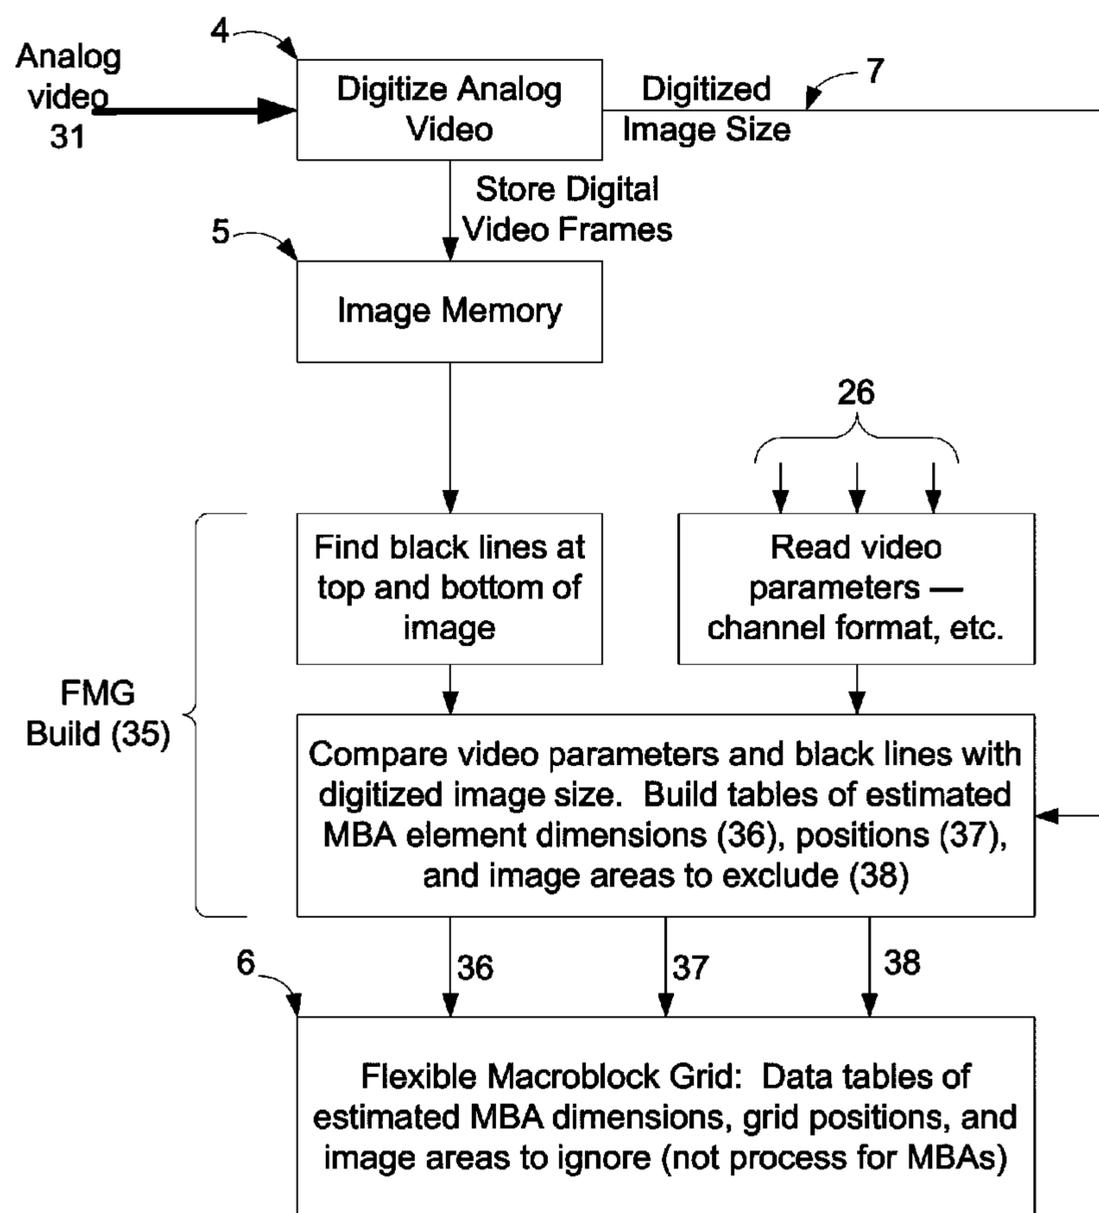 4
Analog
video
31
Digitize Analog
Video
Digitized
Image Size
7
Store Digital
Video Frames
5
Image Memory
26
Find black lines at
top and bottom of
image
Read video
parameters —
channel format, etc.
FMG
Build (35)
Compare video parameters and black lines with
digitized image size.  Build tables of estimated
MBA element dimensions (36), positions (37),
and image areas to exclude (38)
6
36
37
38
Flexible Macroblock Grid:  Data tables of
estimated MBA dimensions, grid positions, and
image areas to ignore (not process for MBAs)